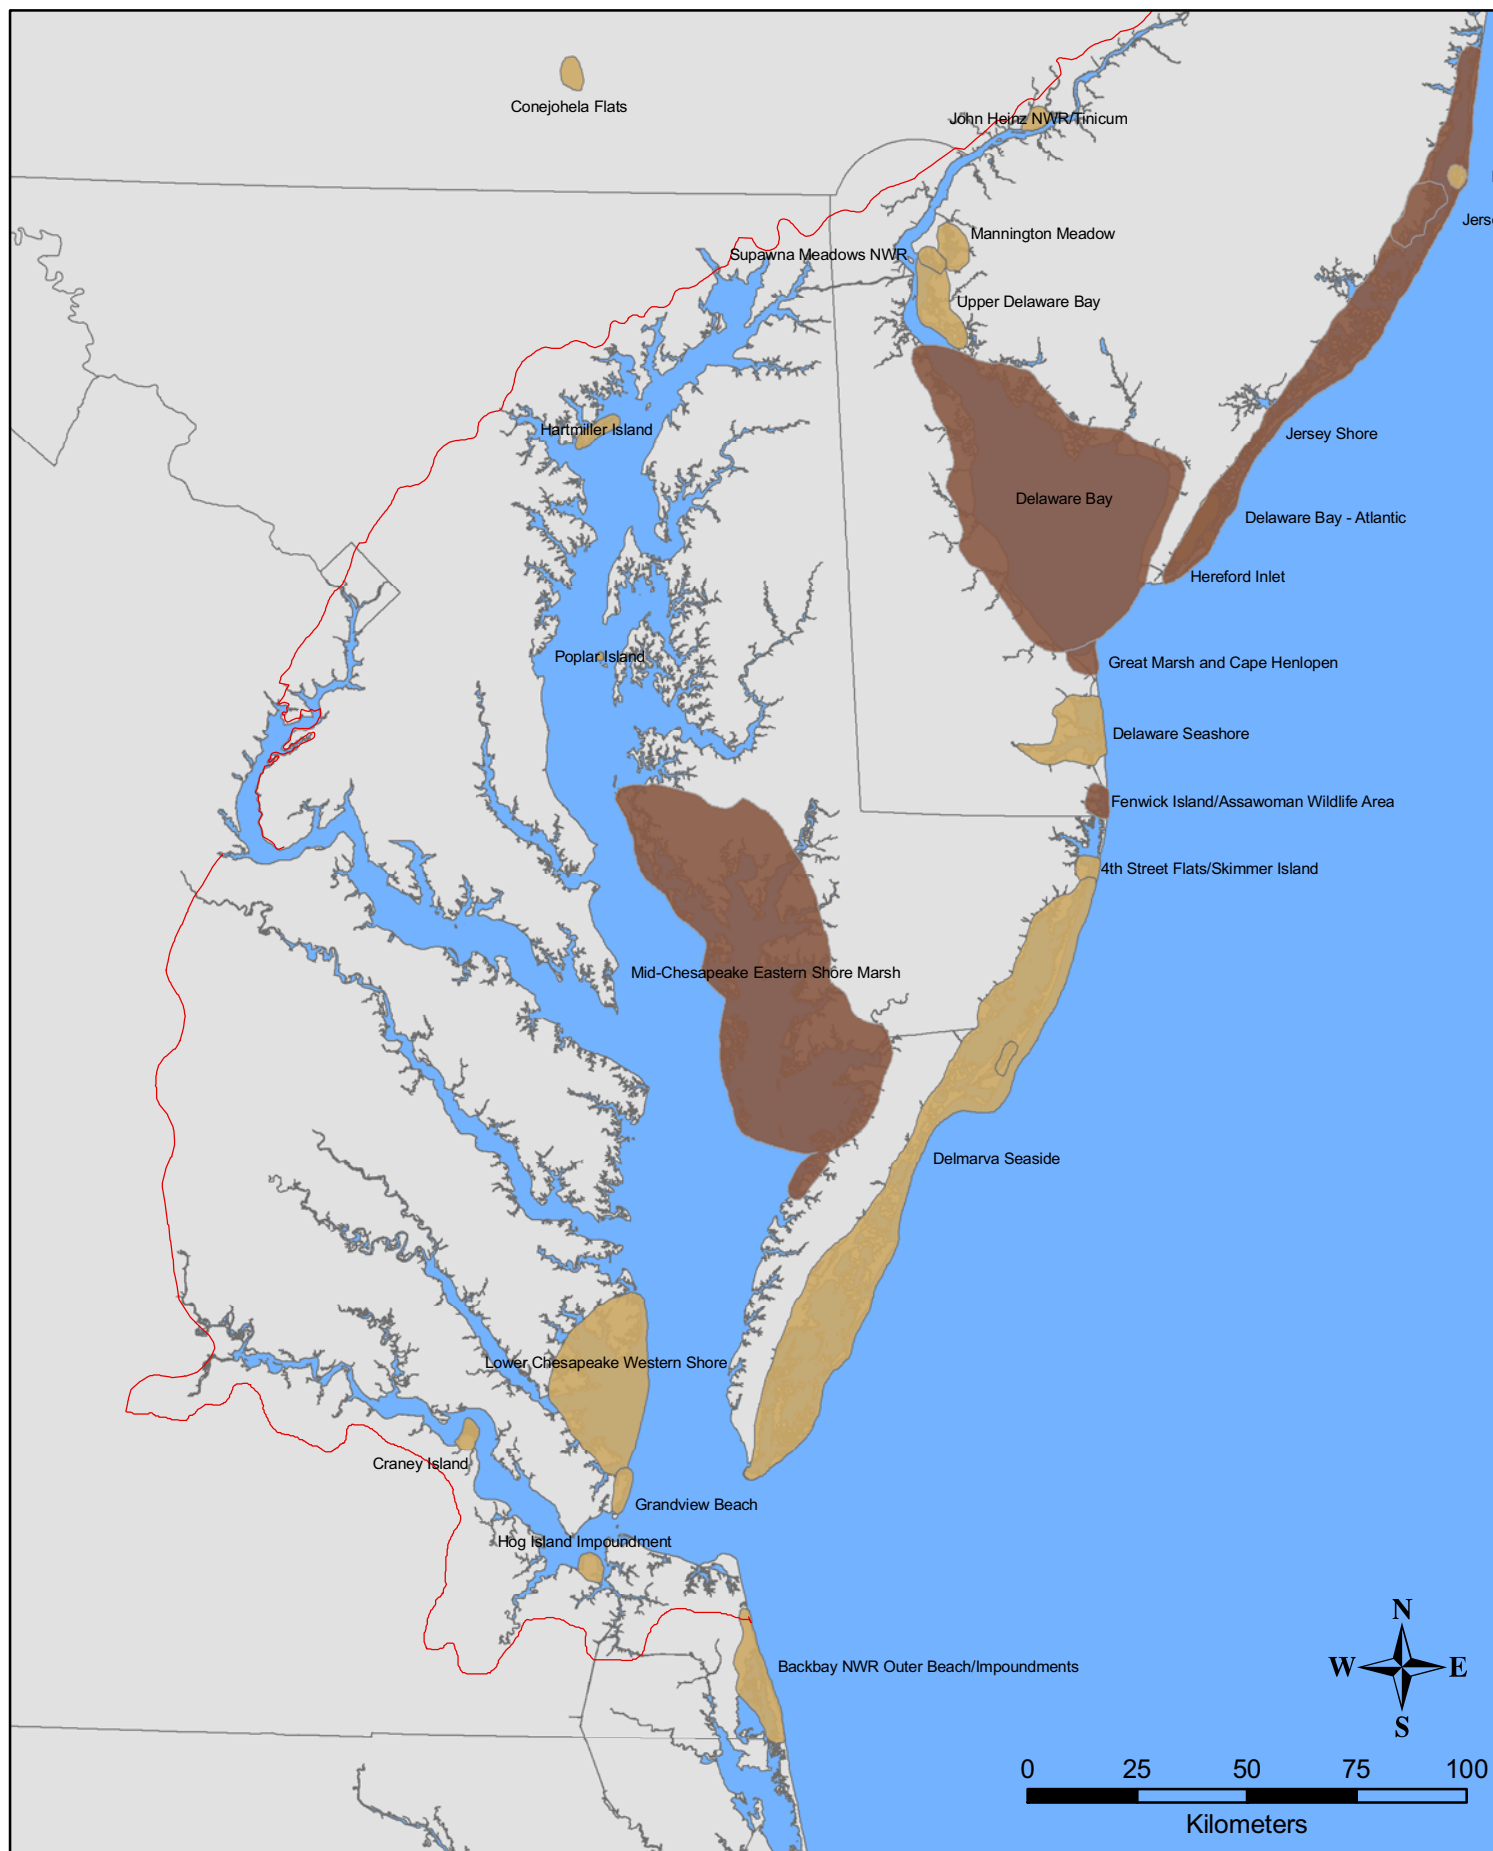 Conejohela Flats
John Heinz NWR/Tinicum
Jers
Mannington Meadow
Supawna Meadows NWR
Upper Delaware Bay
Hartmiller Island
Jersey Shore
Delaware Bay
Delaware Bay - Atlantic
Hereford Inlet
Poplar Island
Great Marsh and Cape Henlopen
Delaware Seashore
Fenwick Island/Assawoman Wildlife Area
4th Street Flats/Skimmer Island
Mid-Chesapeake Eastern Shore Marsh
Delmarva Seaside
Lower Chesapeake Western Shore
Craney Island
Grandview Beach
Hog Island Impoundment
Backbay NWR Outer Beach/Impoundments
N
W E
S
0 25 50 75 100
Kilometers